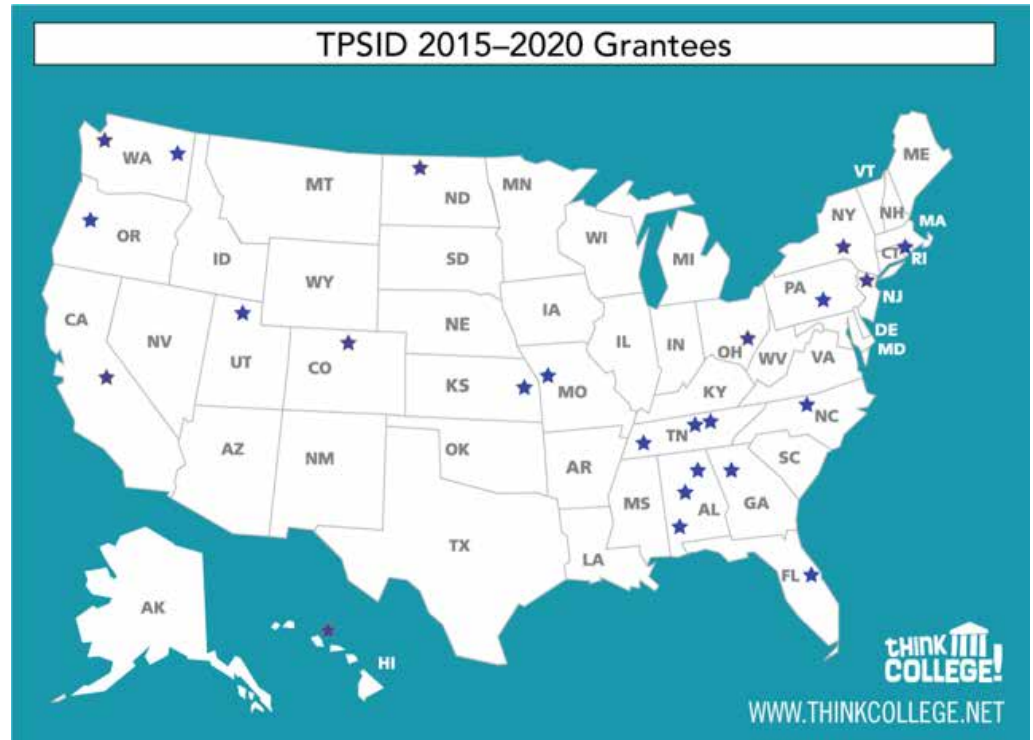 TPSID 2015–2020 Grantees
WA
MT
ND
MN
VT
ME
OR
ID
WY
SD
WI
MI
NY
NH
MA
CT
RI
CA
NV
UT
CO
NE
KS
IA
MO
IL
IN
OH
PA
NJ
DE
MD
WV
VA
KY
AZ
NM
OK
AR
TN
NC
SC
MS
AL
GA
TX
LA
FL
AK
HI
tHINK
COLLEGE!
WWW.THINKCOLLEGE.NET